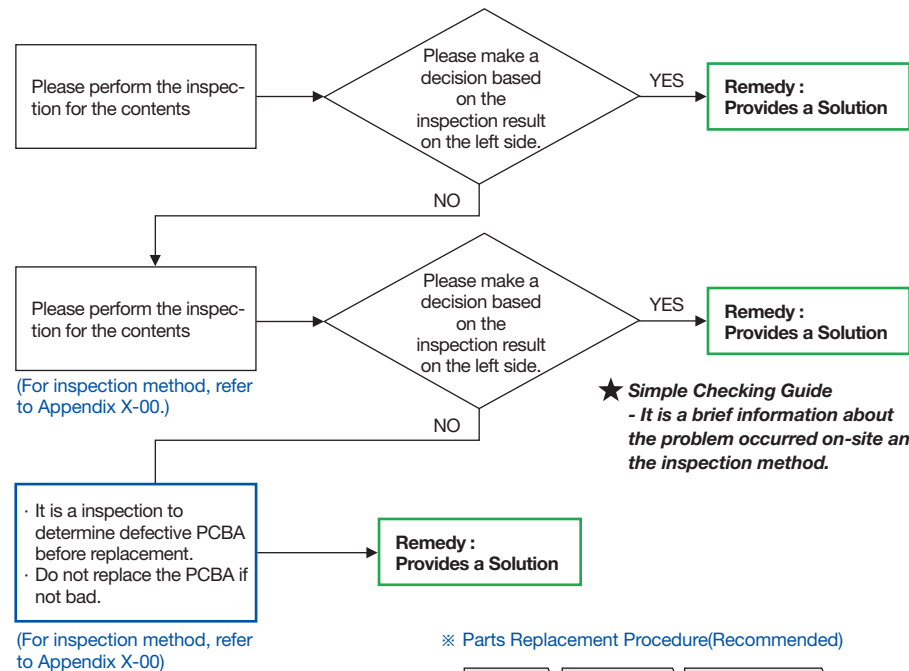 Please perform the inspec-
tion for the contents
Please make a
decision based
on the
inspection result
on the left side.
YES
Remedy :
Provides a Solution
NO
Please perform the inspec-
tion for the contents
(For inspection method, refer
to Appendix X-00.)
Please make a
decision based
on the
inspection result
on the left side.
YES
Remedy :
Provides a Solution
★ Simple Checking Guide
- It is a brief information about
the problem occurred on-site an
the inspection method.
NO
· It is a inspection to
determine defective PCBA
before replacement.
· Do not replace the PCBA if
not bad.
(For inspection method, refer
to Appendix X-00)
Remedy :
Provides a Solution
※ Parts Replacement Procedure(Recommended)